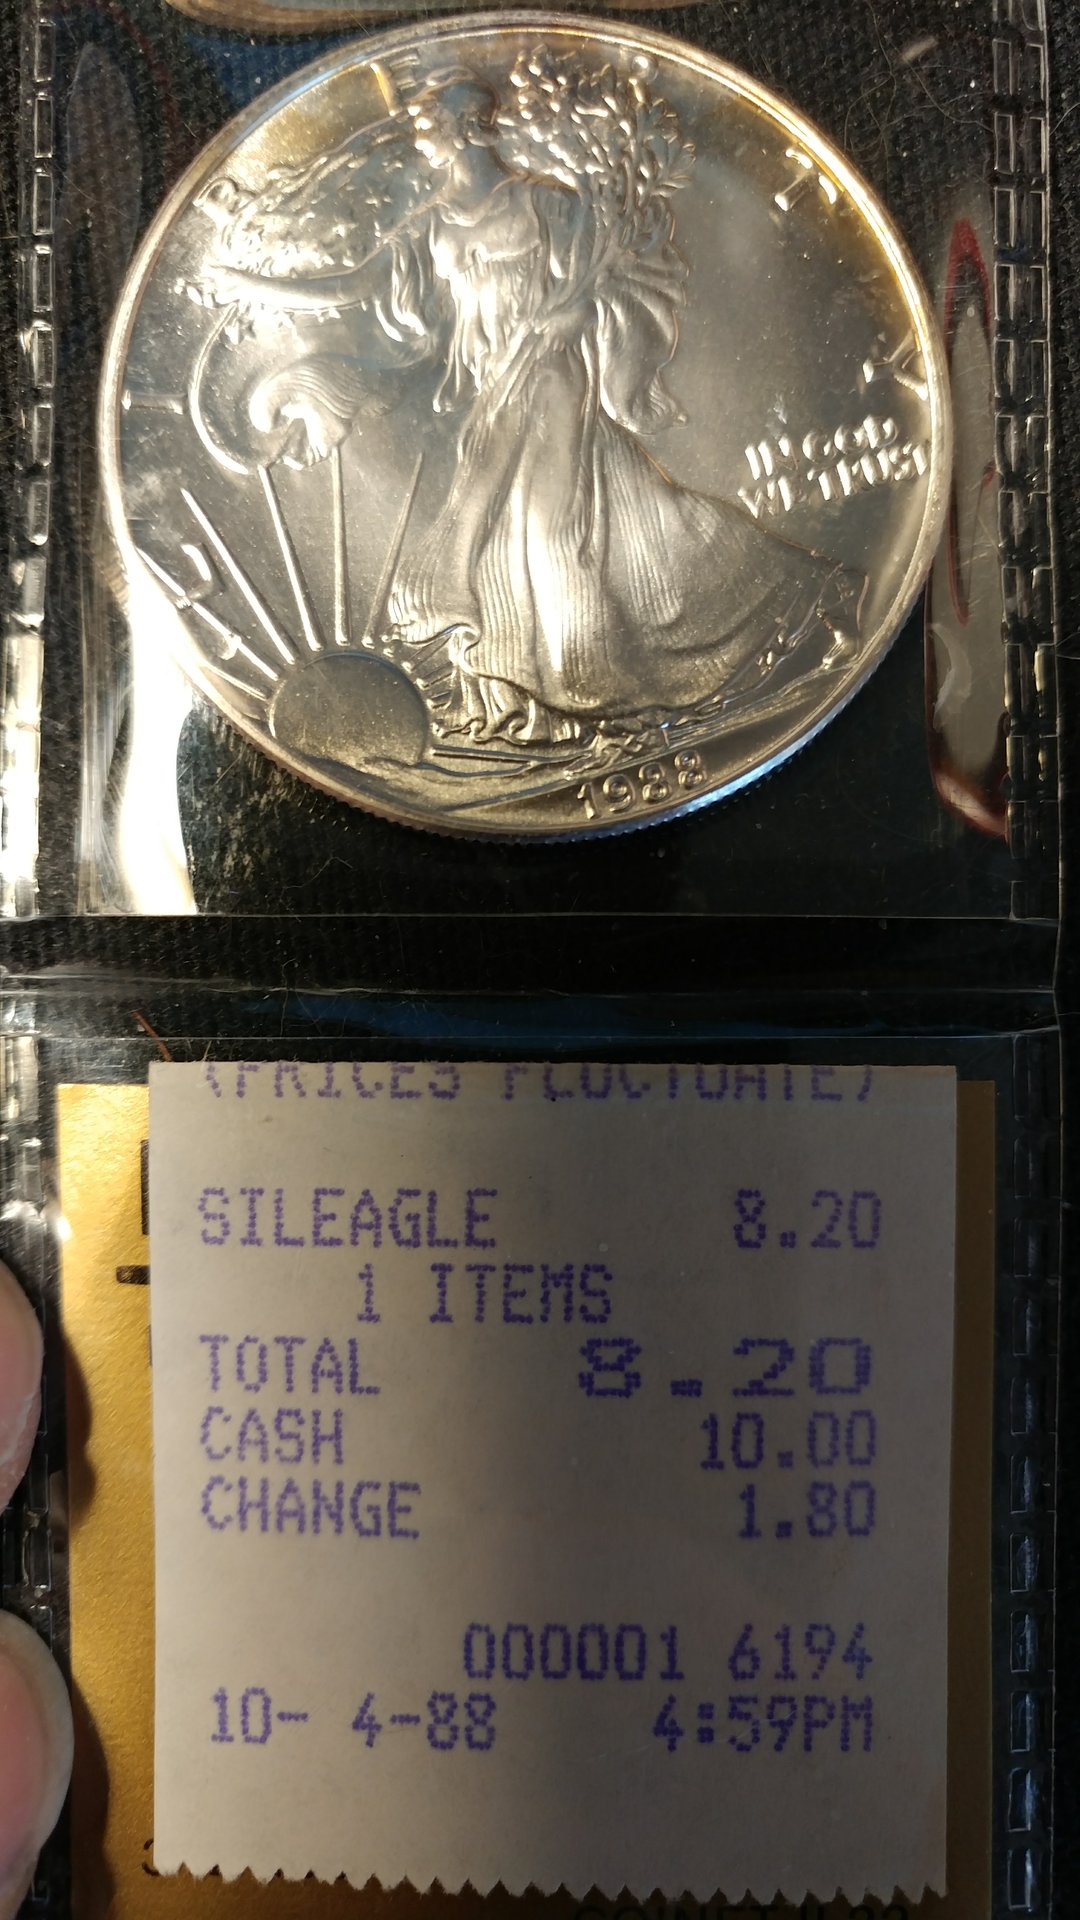 LIBERTY
IN GOD
WE TRUST
1988
(PRICES FLUCTUATE)
SILEAGLE 8.20
1 ITEMS
TOTAL 8.20
CASH 10.00
CHANGE 1.80
000001 6194
10- 4-88 4:59PM